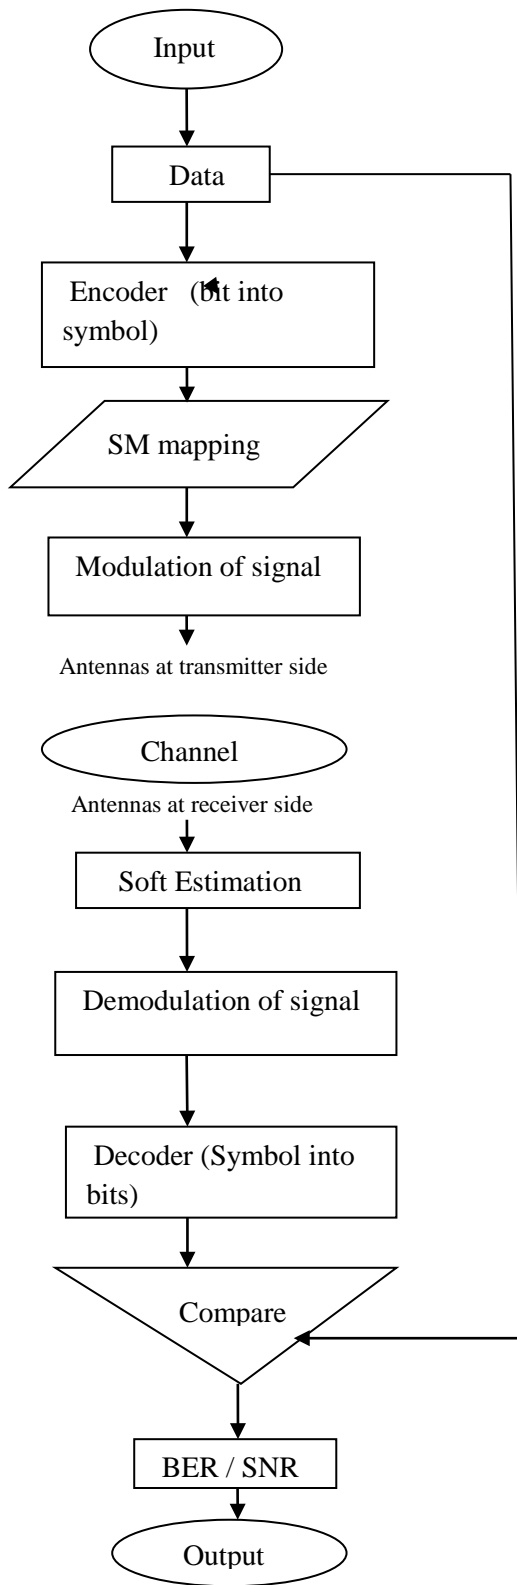 Input
Data
Encoder (bit into
symbol)
SM mapping
Modulation of signal
Antennas at transmitter side
Channel
Antennas at receiver side
Soft Estimation
Demodulation of signal
Decoder (Symbol into
bits)
Compare
BER / SNR
Output